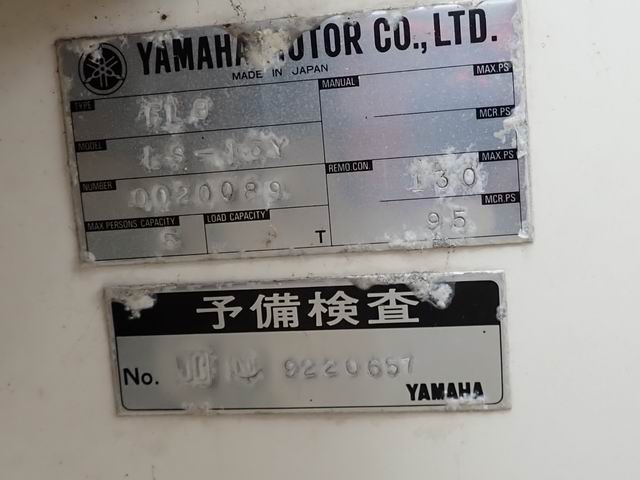 YAMAHA MOTOR CO., LTD.
MADE IN JAPAN
TYPE
MODEL
NUMBER 0020089
MAX PERSONS CAPACITY
LOAD CAPACITY T
MANUAL MAX.PS
MCR.PS
REMO.CON. MAX.PS
130
MCR.PS
95
予備検査
No. 9220657
YAMAHA